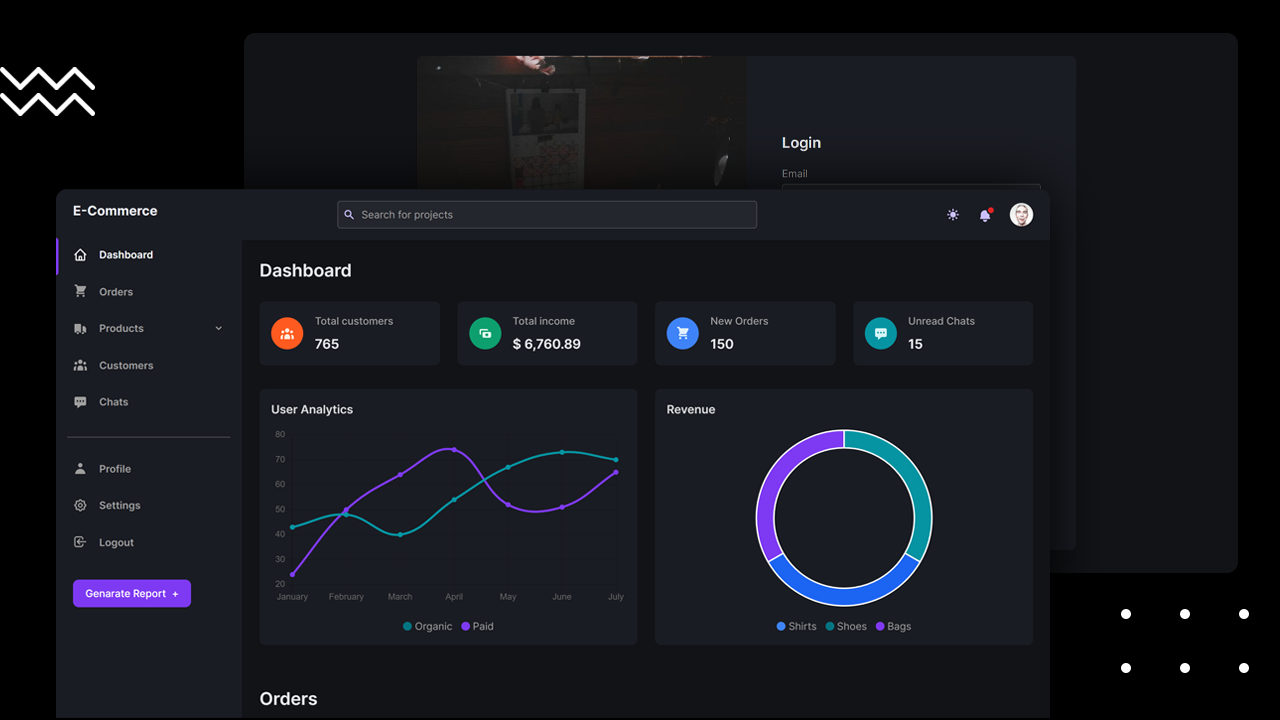 Login
Email
E-Commerce
Search for projects
Dashboard
Orders
Products
Customers
Chats
Profile
Settings
Logout
Genarate Report +
Dashboard
Total customers
765
Total income
$ 6,760.89
New Orders
150
Unread Chats
15
User Analytics
80
70
60
50
40
30
20
January February March April May June July
Organic Paid
Revenue
Shirts Shoes Bags
Orders